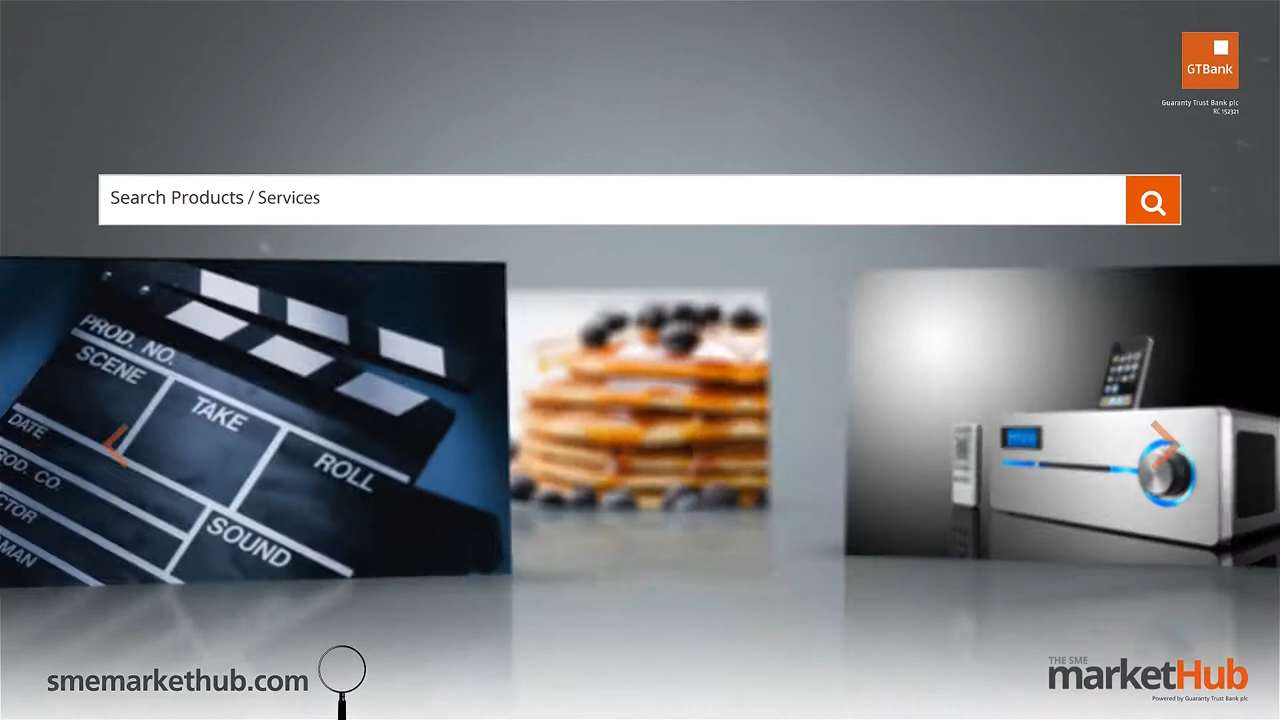 GTBank
Guaranty Trust Bank plc
RC 152321
Search Products / Services
PROD. NO.
SCENE
TAKE
ROLL
DATE
SOUND
smemarkethub.com
THE SME
marketHub
Powered by Guaranty Trust Bank plc